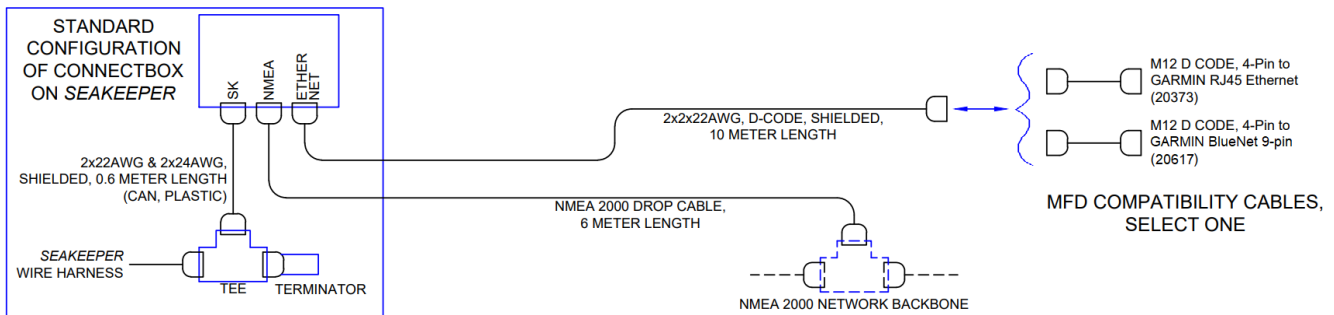 STANDARD
CONFIGURATION
OF CONNECTBOX
ON SEAKEEPER
SK
NMEA
ETHER
NET
2x22AWG & 2x24AWG,
SHIELDED, 0.6 METER LENGTH
(CAN, PLASTIC)
SEAKEEPER
WIRE HARNESS
TEE
TERMINATOR
2x2x22AWG, D-CODE, SHIELDED,
10 METER LENGTH
NMEA 2000 DROP CABLE,
6 METER LENGTH
NMEA 2000 NETWORK BACKBONE
M12 D CODE, 4-Pin to
GARMIN RJ45 Ethernet
(20373)
M12 D CODE, 4-Pin to
GARMIN BlueNet 9-pin
(20617)
MFD COMPATIBILITY CABLES,
SELECT ONE